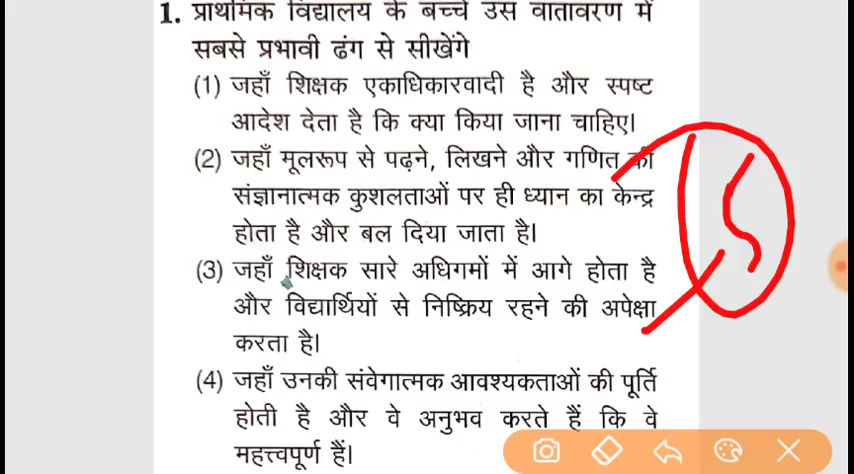 1. प्राथमिक विद्यालय के बच्चे उस वातावरण में
सबसे प्रभावी ढंग से सीखेंगे
(1) जहाँ शिक्षक एकाधिकारवादी है और स्पष्ट
आदेश देता है कि क्या किया जाना चाहिए।
(2) जहाँ मूलरूप से पढ़ने, लिखने और गणित की
संज्ञानात्मक कुशलताओं पर ही ध्यान का केन्द्र
होता है और बल दिया जाता है।
(3) जहाँ शिक्षक सारे अधिगमों में आगे होता है
और विद्यार्थियों से निष्क्रिय रहने की अपेक्षा
करता है।
(4) जहाँ उनकी संवेगात्मक आवश्यकताओं की पूर्ति
होती है और वे अनुभव करते हैं कि वे
महत्त्वपूर्ण हैं।